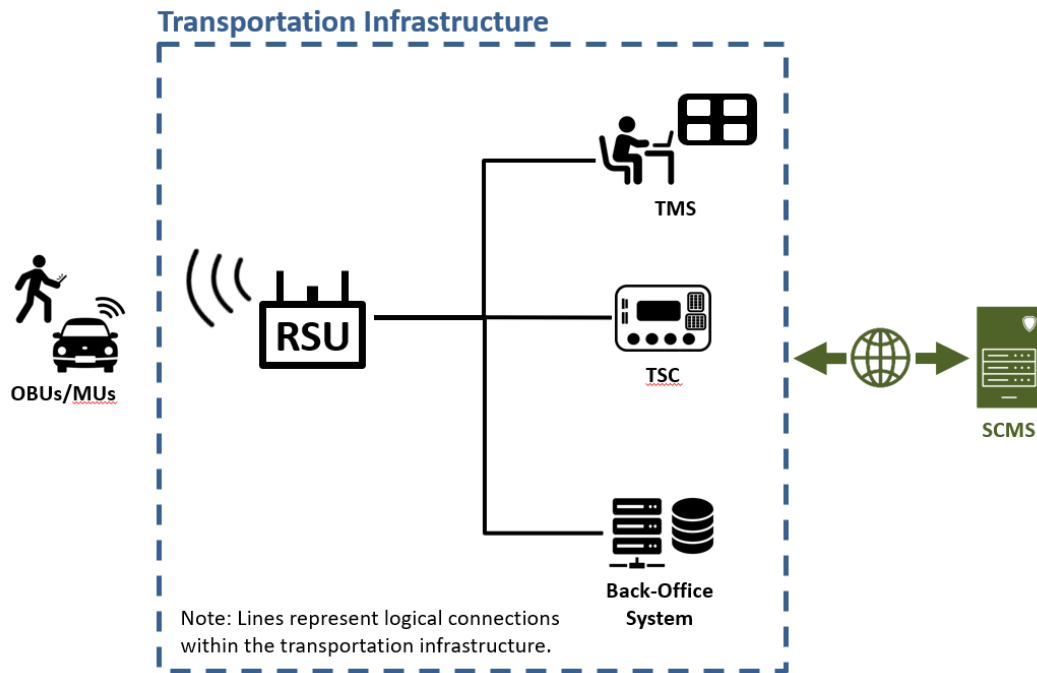 Transportation Infrastructure
TMS
RSU
OBUs/MUs
TSC
SCMS
Back-Office
System
Note: Lines represent logical connections
within the transportation infrastructure.